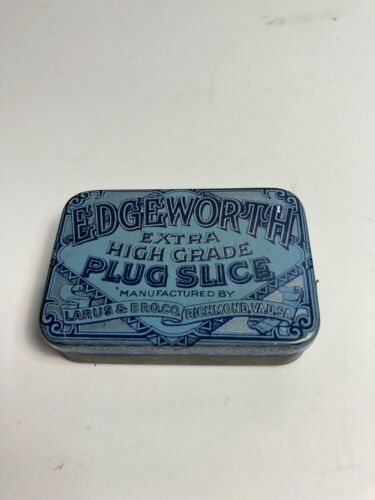 EDGEWORTH
EXTRA
HIGH GRADE
PLUG SLICE
MANUFACTURED BY
LARUS & BRO. CO. RICHMOND, VA. U.S.A.